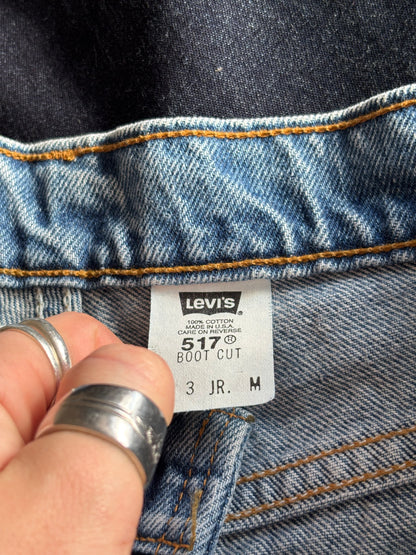 LEVI'S
100% COTTON
MADE IN U.S.A.
CARE ON REVERSE
517®
BOOT CUT
3 JR. M